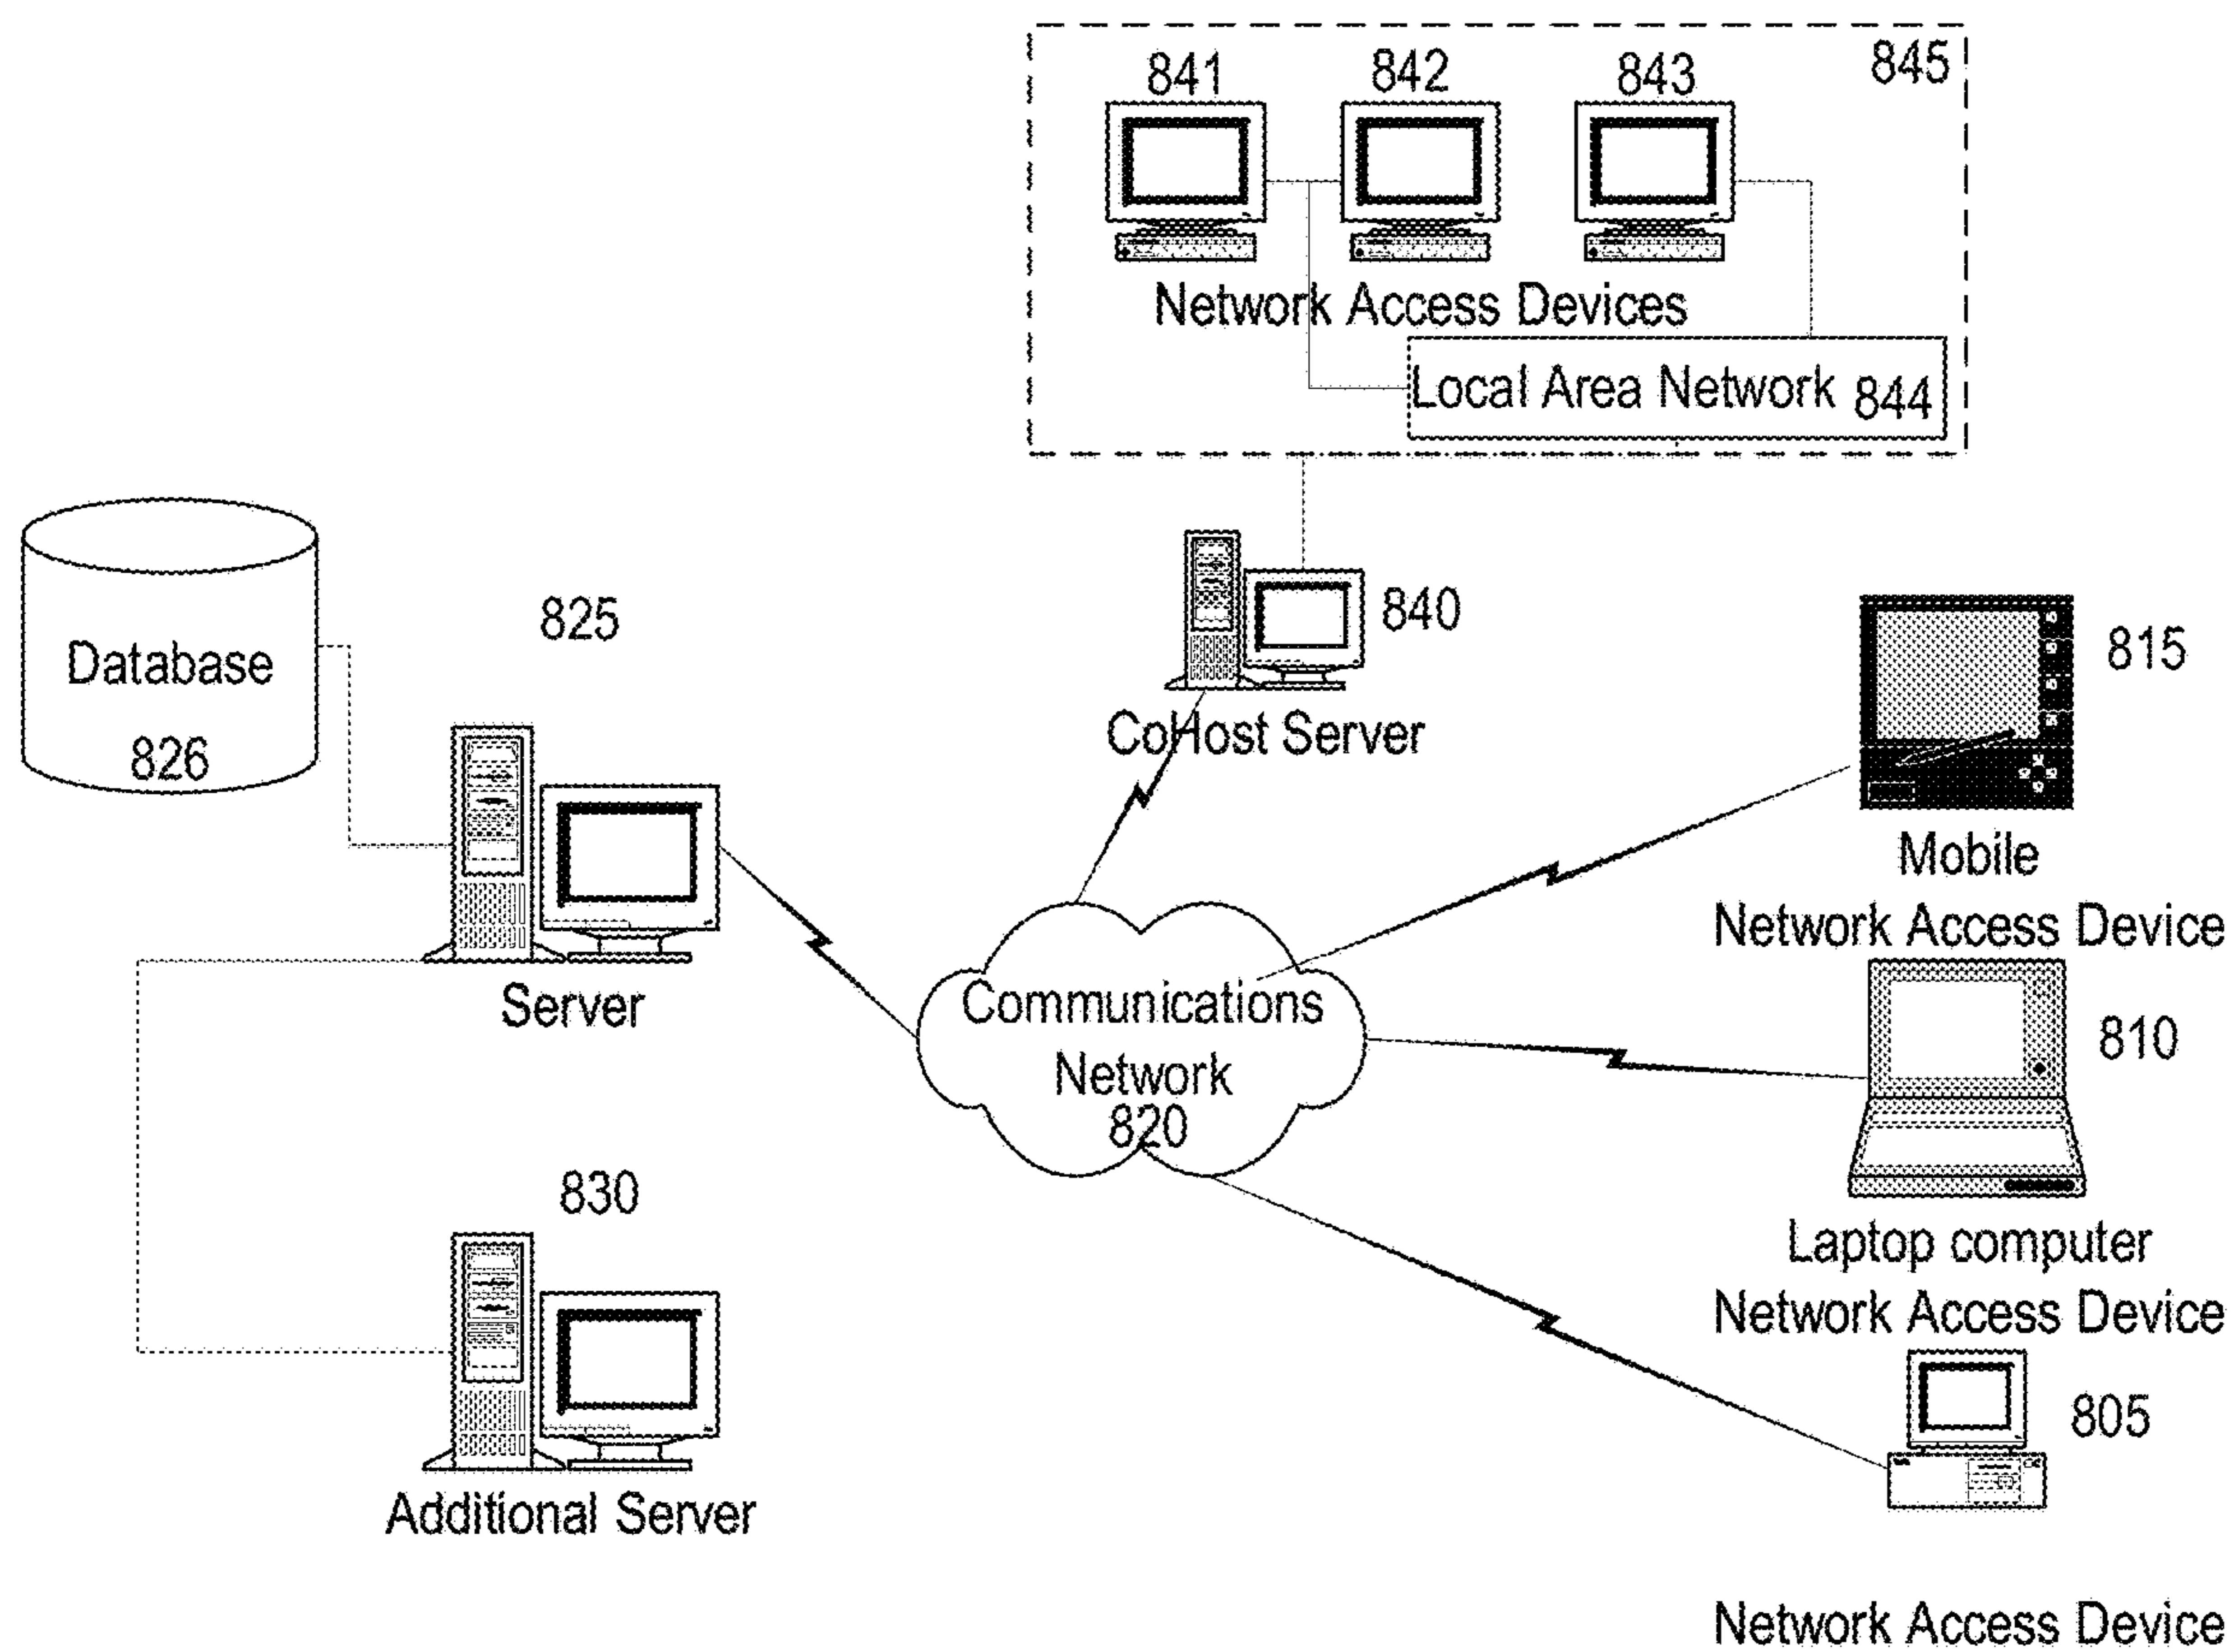 841 842 843 845
Network Access Devices
Local Area Network 844
840
CoHost Server
Database
826
825
Server
815
Mobile
Network Access Device
Communications
Network
820
810
Laptop computer
Network Access Device
830
Additional Server
805
Network Access Device